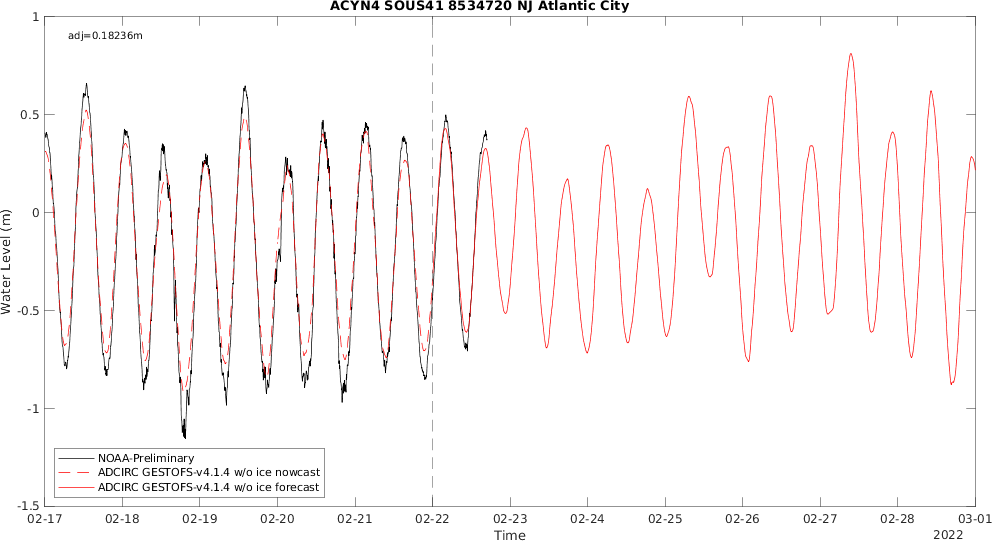 ACYN4 SOUS41 8534720 NJ Atlantic City
adj=0.18236m
1
0.5
0
-0.5
-1
-1.5
Water Level (m)
NOAA-Preliminary
ADCIRC GESTOFS-v4.1.4 w/o ice nowcast
ADCIRC GESTOFS-v4.1.4 w/o ice forecast
02-17 02-18 02-19 02-20 02-21 02-22 02-23 02-24 02-25 02-26 02-27 02-28 03-01
Time
2022